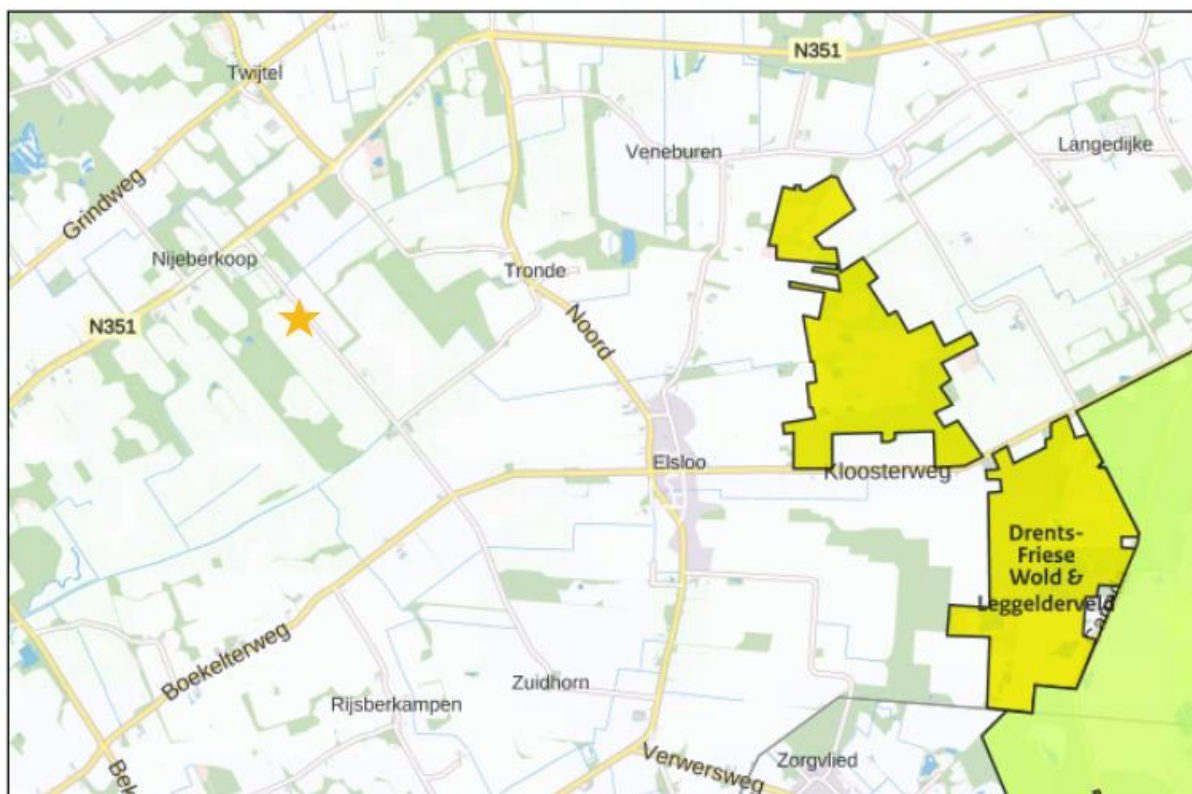 N351
Twijtel
Veneburen
Langedijke
Grindweg
Nijeberkoop
Tronde
N351
Noord
Elsloo
Kloosterweg
Drents-
Friese
Wold &
Leggelderveld
Boekelterweg
Zuidhorn
Rijsberkampen
Verwersweg
Zorgvlied